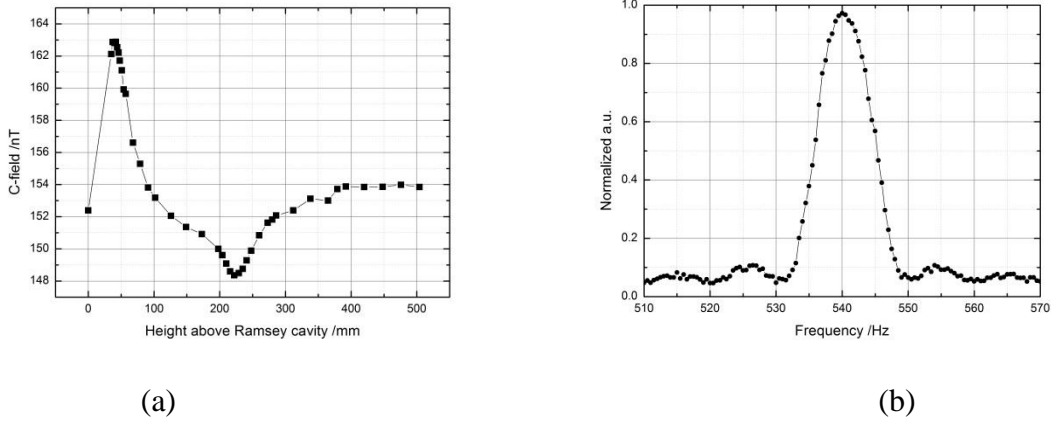 164
162
160
158
156
154
152
150
148
C-field /nT
0 100 200 300 400 500
Height above Ramsey cavity /mm
1.0
0.8
0.6
0.4
0.2
0.0
Normalized a.u.
510 520 530 540 550 560 570
Frequency /Hz
(a)
(b)